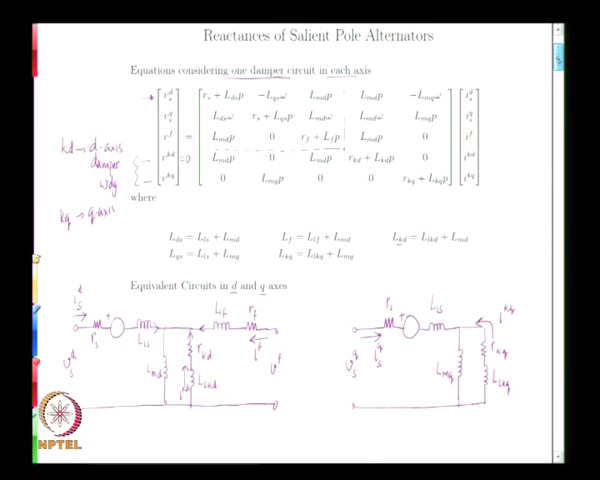 Reactances of Salient Pole Alternators
Equations considering one damper circuit in each axis
v_s^d r_s + L_ds p −L_qs ω L_md p L_md p −L_mq ω i_s^d
v_s^q L_ds ω r_s + L_qs p L_md ω L_md ω L_mq p i_s^q
v^f = L_md p 0 r_f + L_f p L_md p 0 i^f
v^kd =0 L_md p 0 L_md p r_kd + L_kd p 0 i^kd
v^kq 0 L_mq p 0 0 r_kq + L_kq p i^kq
kd → d-axis
damper
wdg
kq → q-axis
where
L_ds = L_ls + L_md L_f = L_lf + L_md L_kd = L_lkd + L_md
L_qs = L_ls + L_mq L_kq = L_lkq + L_mq
Equivalent Circuits in d and q axes
i_s^d r_s + L_ls L_lf r_f i^f
v_s^d L_md r_kd L_lkd v^f
r_s + L_ls i^kq
v_s^q i_s^q L_mq r_kq L_lkq
NPTEL